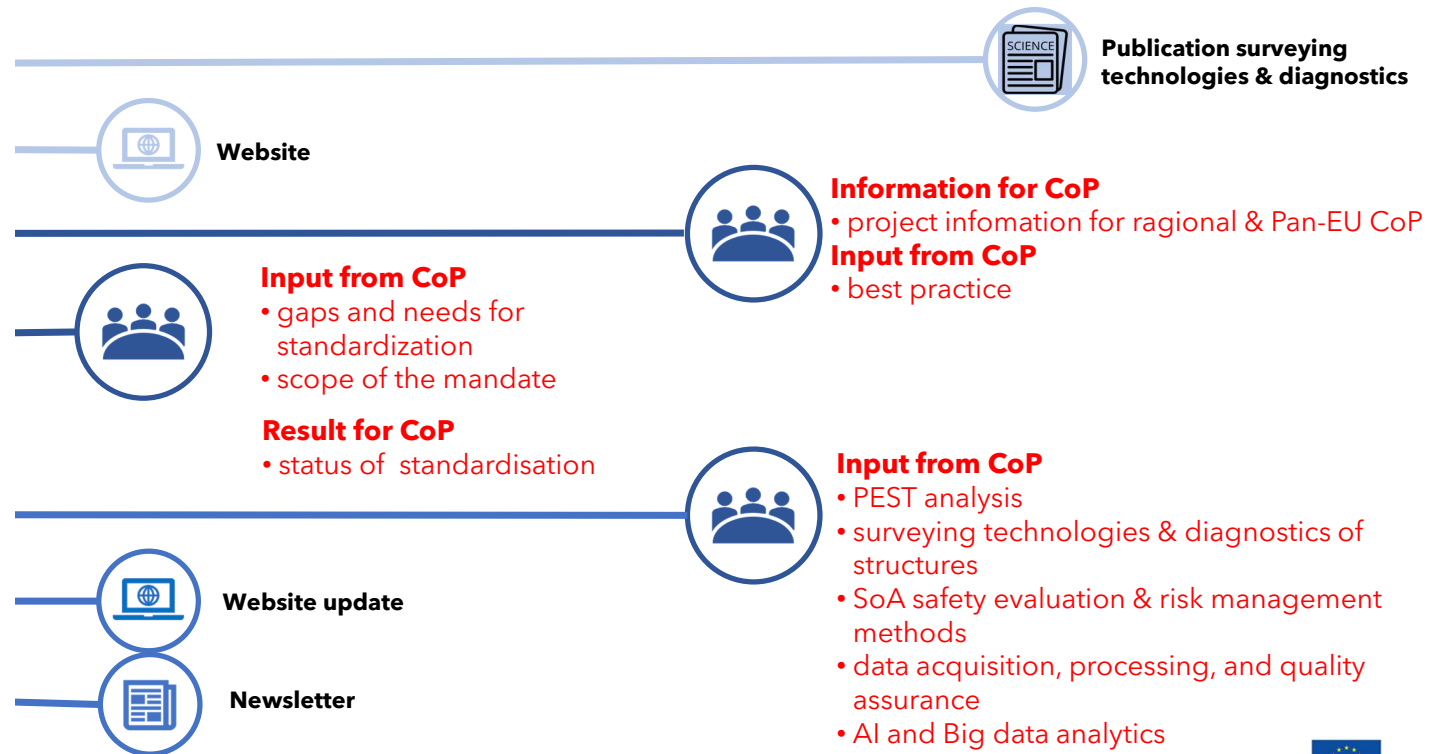 SCIENCE
Publication surveying
technologies & diagnostics
Website
Information for CoP
• project infomation for ragional & Pan-EU CoP
Input from CoP
• best practice
Input from CoP
• gaps and needs for
standardization
• scope of the mandate
Result for CoP
• status of  standardisation
Input from CoP
• PEST analysis
• surveying technologies & diagnostics of
structures
• SoA safety evaluation & risk management
methods
• data acquisition, processing, and quality
assurance
• AI and Big data analytics
Website update
Newsletter